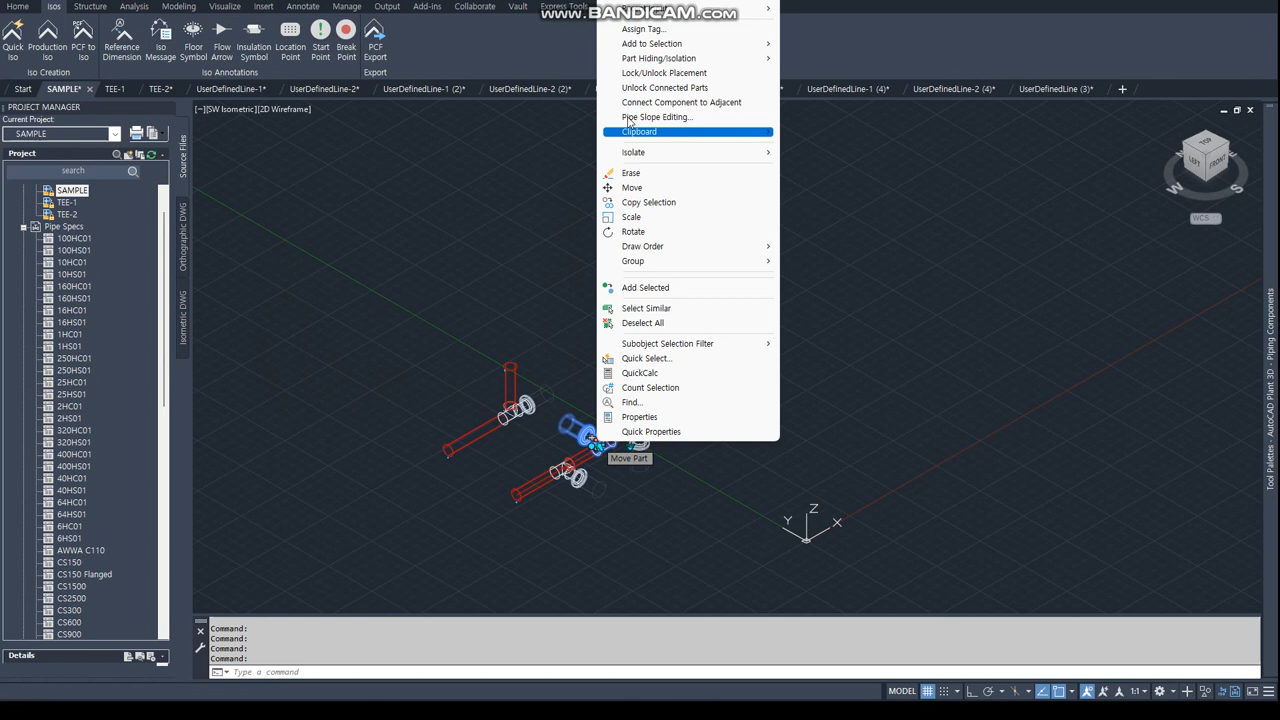 www.BANDICAM.com
Home Isos Structure Analysis Modeling Visualize Insert Annotate Manage Output Add-ins Collaborate Vault Express Tools
Quick Iso
Production Iso
PCF to Iso
Reference Dimension
Iso Message
Floor Symbol
Flow Arrow
Insulation Symbol
Location Point
Start Point
Break Point
PCF Export
Iso Creation
Iso Annotations
Export
Start SAMPLE* TEE-1 TEE-2* UserDefinedLine-1* UserDefinedLine-2* UserDefinedLine-1 (2)* UserDefinedLine-2 (2)* UserDefinedLine-1 (4)* UserDefinedLine-2 (4)* UserDefinedLine (3)*
PROJECT MANAGER
Current Project:
SAMPLE
Project
search
SAMPLE
TEE-1
TEE-2
Pipe Specs
100HC01
100HS01
10HC01
10HS01
160HC01
160HS01
16HC01
16HS01
1HC01
1HS01
250HC01
250HS01
25HC01
25HS01
2HC01
2HS01
320HC01
320HS01
400HC01
400HS01
40HC01
40HS01
64HC01
64HS01
6HC01
6HS01
AWWA C110
CS150
CS150 Flanged
CS1500
CS2500
CS300
CS600
CS900
Details
Source Files
Orthographic DWG
Isometric DWG
[−][SW Isometric][2D Wireframe]
Assign Tag...
Add to Selection
Part Hiding/Isolation
Lock/Unlock Placement
Unlock Connected Parts
Connect Component to Adjacent
Pipe Slope Editing...
Clipboard
Isolate
Erase
Move
Copy Selection
Scale
Rotate
Draw Order
Group
Add Selected
Select Similar
Deselect All
Subobject Selection Filter
Quick Select...
QuickCalc
Count Selection
Find...
Properties
Quick Properties
Move Part
TOP
LEFT
FRONT
W
S
WCS
Z
Y
X
Tool Palettes - AutoCAD Plant 3D - Piping Components
Command:
Command:
Command:
Command:
Type a command
MODEL
1:1